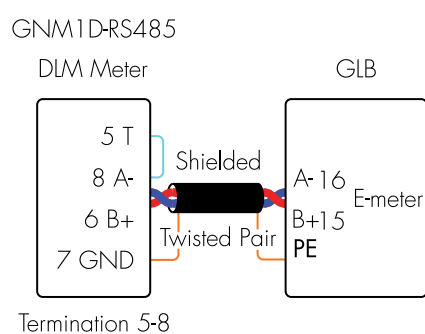 GNM1D-RS485
DLM Meter
GLB
5 T
8 A-
Shielded
A- 16
E-meter
6 B+
B+15
Twisted Pair
PE
7 GND
Termination 5-8